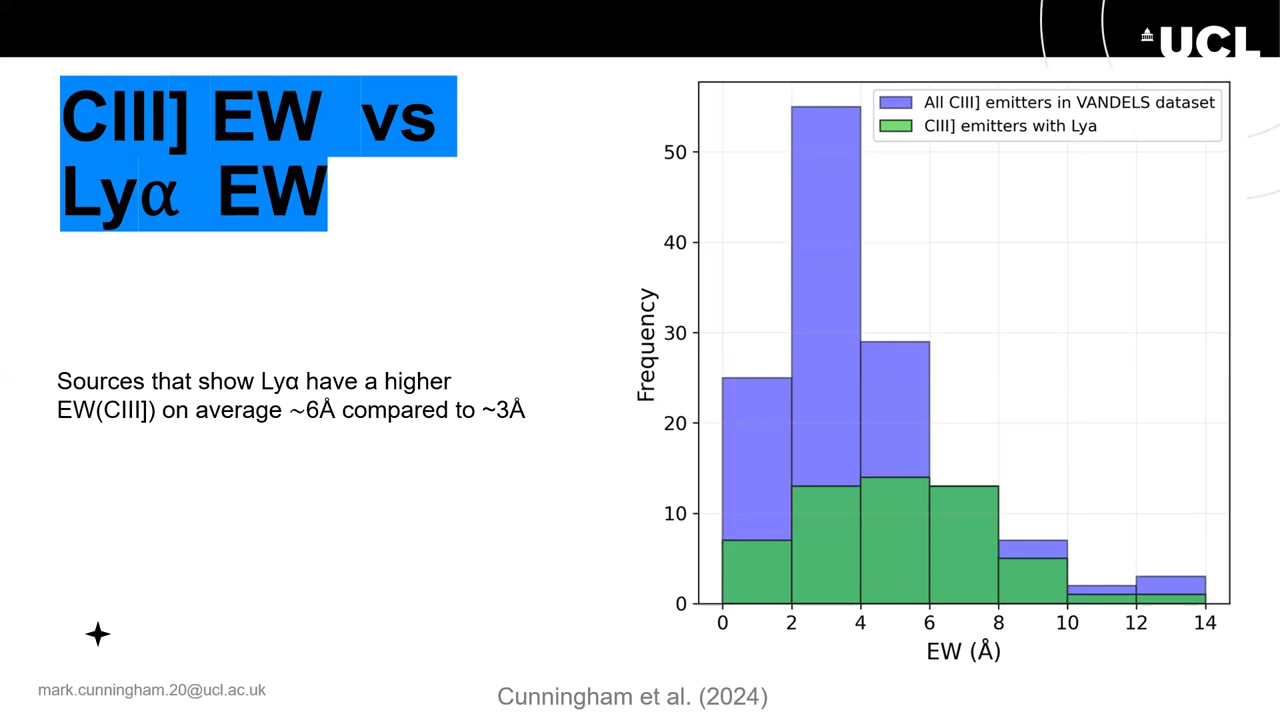 UCL
CIII] EW vs
Lyα EW
Sources that show Lyα have a higher
EW(CIII]) on average ~6Å compared to ~3Å
All CIII] emitters in VANDELS dataset
CIII] emitters with Lya
Frequency
50
40
30
20
10
0
0 2 4 6 8 10 12 14
EW (Å)
mark.cunningham.20@ucl.ac.uk
Cunningham et al. (2024)